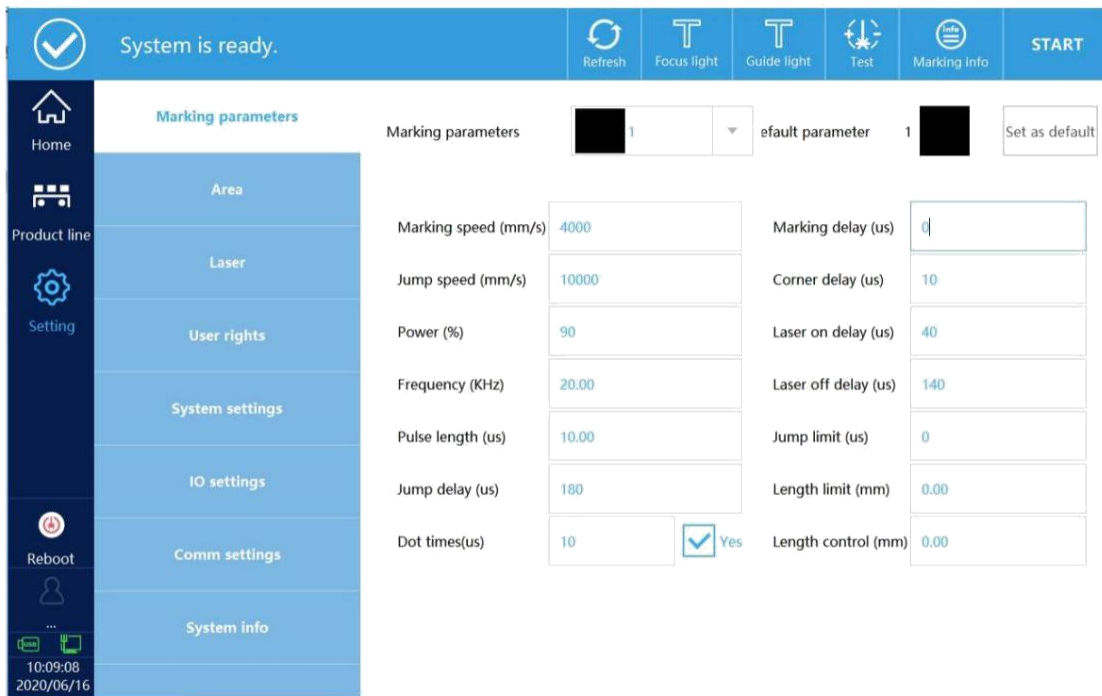 System is ready.
Refresh
Focus light
Guide light
Test
Info
Marking info
START
Home
Product line
Setting
Reboot
...
USB
10:09:08
2020/06/16
Marking parameters
Area
Laser
User rights
System settings
IO settings
Comm settings
System info
Marking parameters 1 efault parameter 1 Set as default
Marking speed (mm/s) 4000 Marking delay (us) 0
Jump speed (mm/s) 10000 Corner delay (us) 10
Power (%) 90 Laser on delay (us) 40
Frequency (KHz) 20.00 Laser off delay (us) 140
Pulse length (us) 10.00 Jump limit (us) 0
Jump delay (us) 180 Length limit (mm) 0.00
Dot times(us) 10 Yes Length control (mm) 0.00